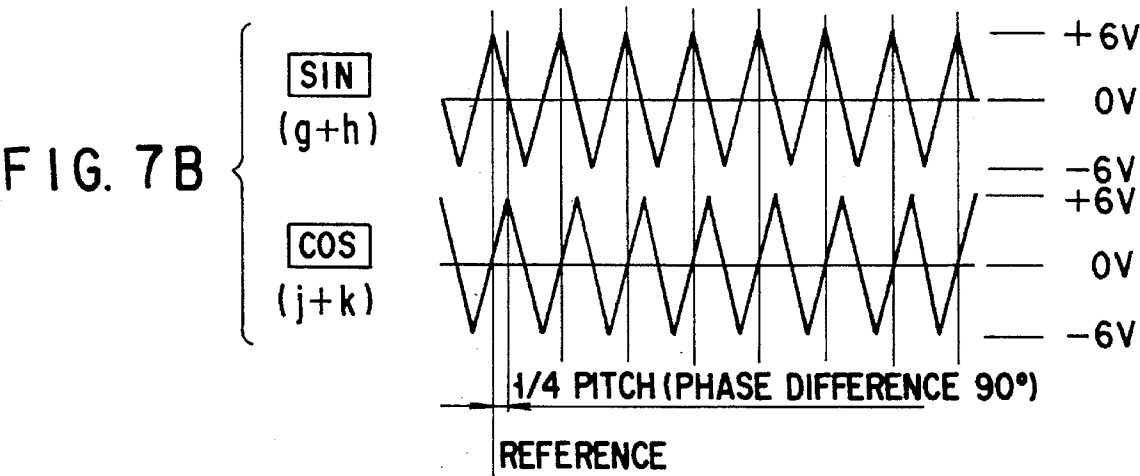 FIG. 7B
SIN
(g+h)
+6V
0V
-6V
COS
(j+k)
+6V
0V
-6V
1/4 PITCH (PHASE DIFFERENCE 90°)
REFERENCE